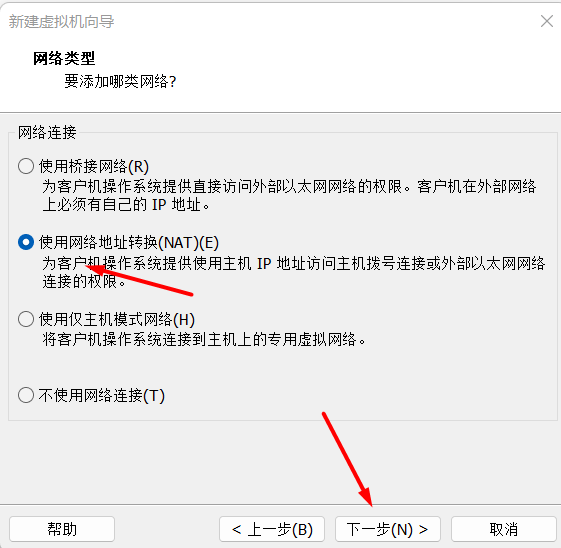 新建虚拟机向导
网络类型
要添加哪类网络?
网络连接
使用桥接网络(R)
为客户机操作系统提供直接访问外部以太网网络的权限。客户机在外部网络
上必须有自己的 IP 地址。
使用网络地址转换(NAT)(E)
为客户机操作系统提供使用主机 IP 地址访问主机拨号连接或外部以太网网络
连接的权限。
使用仅主机模式网络(H)
将客户机操作系统连接到主机上的专用虚拟网络。
不使用网络连接(T)
帮助
< 上一步(B)
下一步(N) >
取消